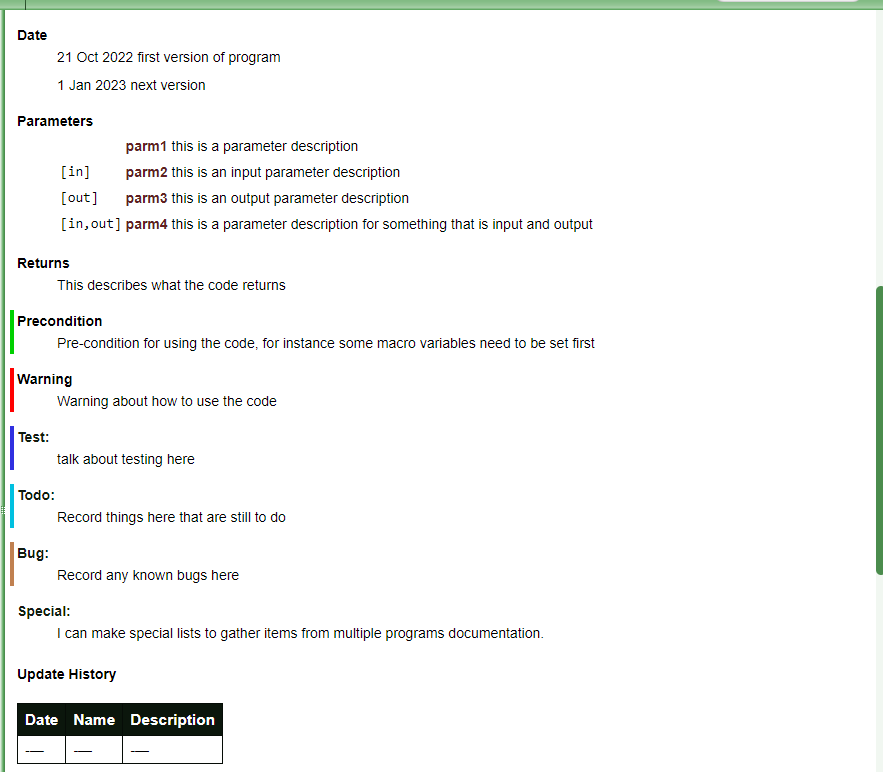 Date
21 Oct 2022 first version of program
1 Jan 2023 next version
Parameters
parm1 this is a parameter description
[in] parm2 this is an input parameter description
[out] parm3 this is an output parameter description
[in,out] parm4 this is a parameter description for something that is input and output
Returns
This describes what the code returns
Precondition
Pre-condition for using the code, for instance some macro variables need to be set first
Warning
Warning about how to use the code
Test:
talk about testing here
Todo:
Record things here that are still to do
Bug:
Record any known bugs here
Special:
I can make special lists to gather items from multiple programs documentation.
Update History
Date Name Description
-— -— -—